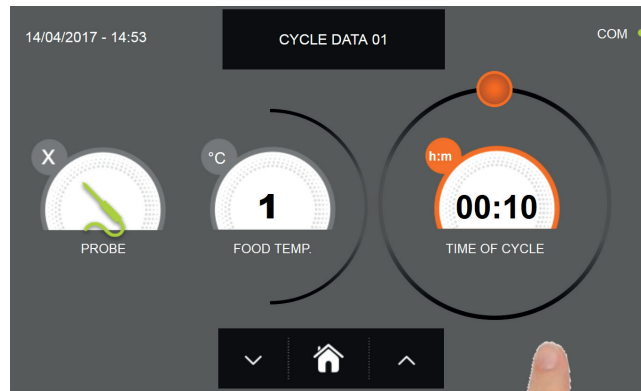 14/04/2017 - 14:53
CYCLE DATA 01
COM
X
°C
h:m
1
00:10
PROBE
FOOD TEMP.
TIME OF CYCLE